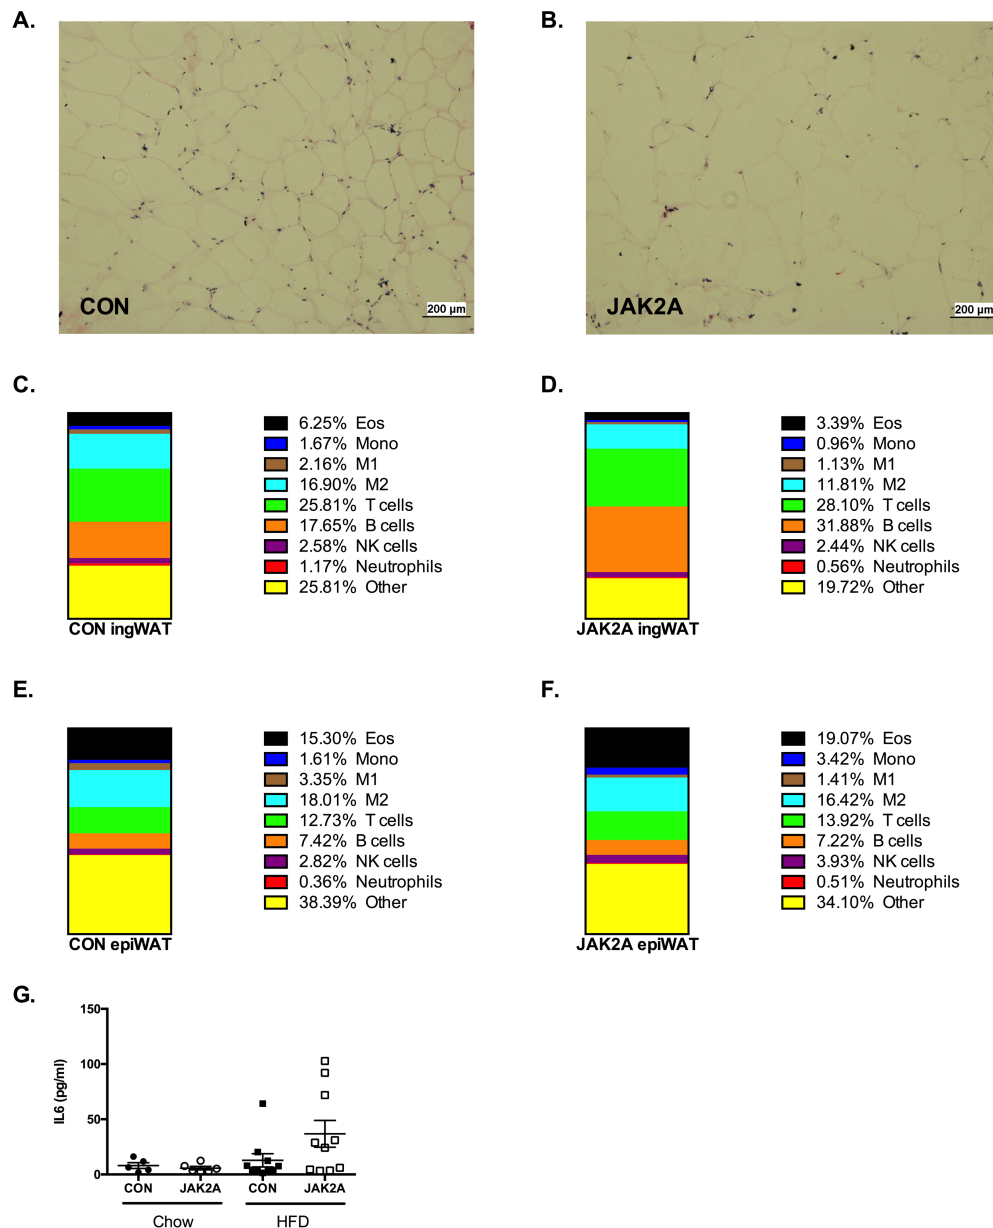 A.
B.
CON
200 µm
JAK2A
200 µm
C.
D.
6.25% Eos
1.67% Mono
2.16% M1
16.90% M2
25.81% T cells
17.65% B cells
2.58% NK cells
1.17% Neutrophils
25.81% Other
CON ingWAT
3.39% Eos
0.96% Mono
1.13% M1
11.81% M2
28.10% T cells
31.88% B cells
2.44% NK cells
0.56% Neutrophils
19.72% Other
JAK2A ingWAT
E.
F.
15.30% Eos
1.61% Mono
3.35% M1
18.01% M2
12.73% T cells
7.42% B cells
2.82% NK cells
0.36% Neutrophils
38.39% Other
CON epiWAT
19.07% Eos
3.42% Mono
1.41% M1
16.42% M2
13.92% T cells
7.22% B cells
3.93% NK cells
0.51% Neutrophils
34.10% Other
JAK2A epiWAT
G.
150
100
50
0
IL6 (pg/ml)
CON JAK2A CON JAK2A
Chow HFD